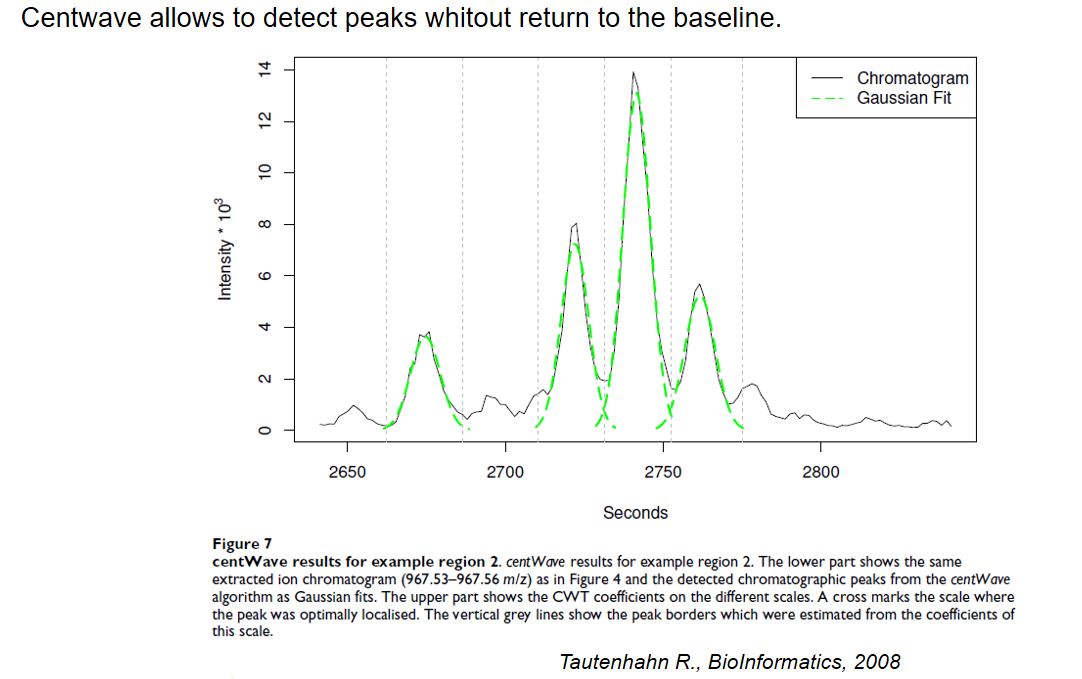 Centwave allows to detect peaks whitout return to the baseline.
Chromatogram
Gaussian Fit
14
12
10
8
6
4
2
0
Intensity * 10³
2650 2700 2750 2800
Seconds
Figure 7
centWave results for example region 2. centWave results for example region 2. The lower part shows the same
extracted ion chromatogram (967.53–967.56 m/z) as in Figure 4 and the detected chromatographic peaks from the centWave
algorithm as Gaussian fits. The upper part shows the CWT coefficients on the different scales. A cross marks the scale where
the peak was optimally localised. The vertical grey lines show the peak borders which were estimated from the coefficients of
this scale.
Tautenhahn R., BioInformatics, 2008